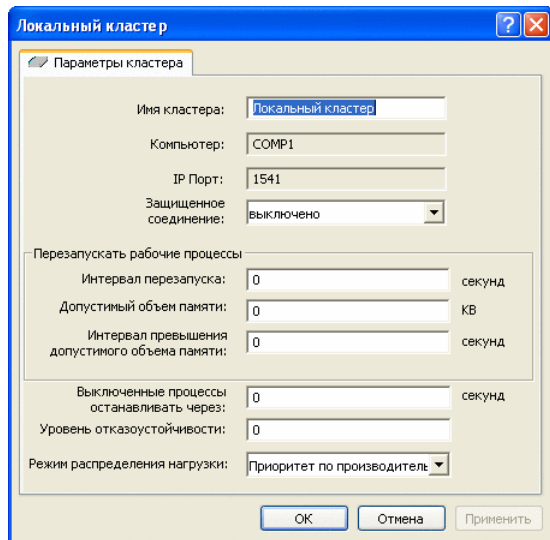 Локальный кластер
Параметры кластера
Имя кластера: Локальный кластер
Компьютер: COMP1
IP Порт: 1541
Защищенное
соединение: выключено
Перезапускать рабочие процессы
Интервал перезапуска: 0 секунд
Допустимый объем памяти: 0 КВ
Интервал превышения
допустимого объема памяти: 0 секунд
Выключенные процессы
останавливать через: 0 секунд
Уровень отказоустойчивости: 0
Режим распределения нагрузки: Приоритет по производитель
ОК Отмена Применить